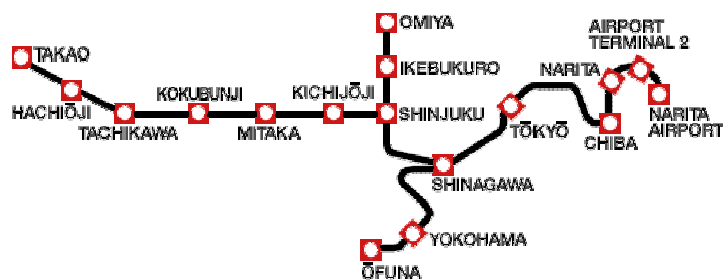 OMIYA
AIRPORT
TERMINAL 2
TAKAO
IKEBUKURO
NARITA
KOKUBUNJI
KICHIJŌJI
HACHIŌJI
SHINJUKU
NARITA
AIRPORT
TACHIKAWA
MITAKA
TŌKYŌ
CHIBA
SHINAGAWA
YOKOHAMA
ŌFUNA